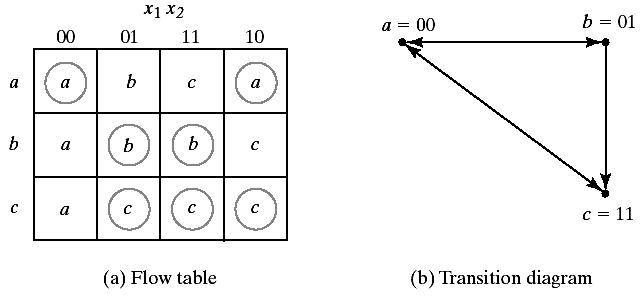 x₁ x₂
00 01 11 10
a a b c a
b a b b c
c a c c c
(a) Flow table
a = 00
b = 01
c = 11
(b) Transition diagram